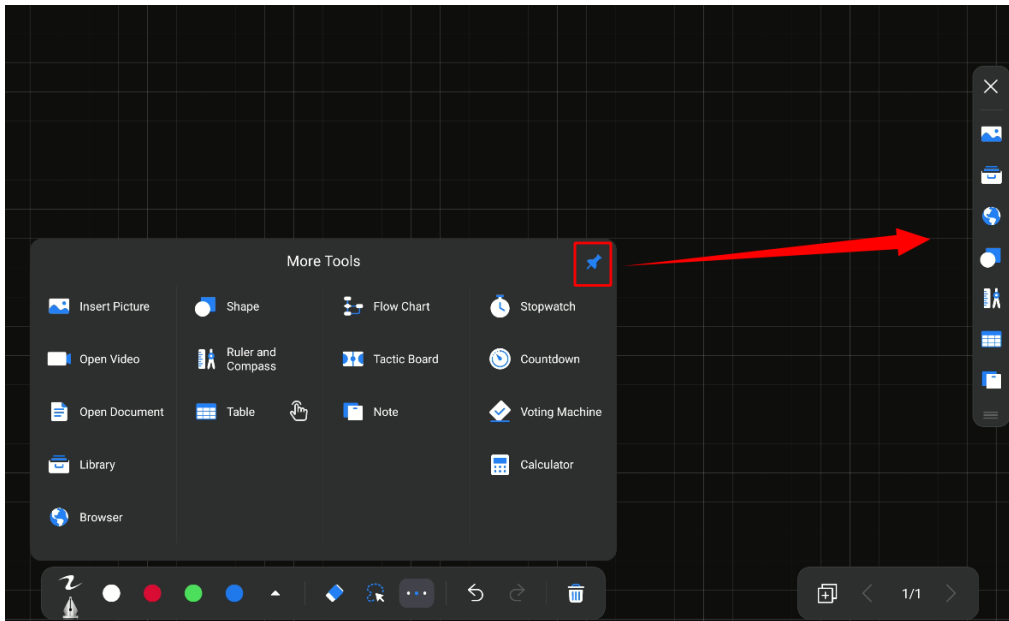 More Tools
Insert Picture
Open Video
Open Document
Library
Browser
Shape
Ruler and
Compass
Table
Flow Chart
Tactic Board
Note
Stopwatch
Countdown
Voting Machine
Calculator
1/1